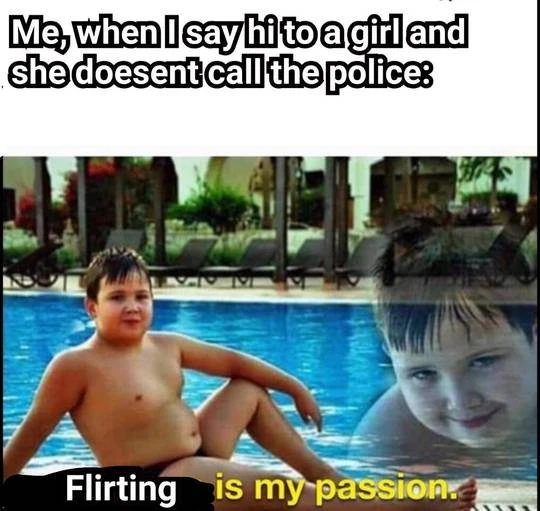 Me, when I say hi to a girl and
she doesent call the police:
Flirting is my passion.